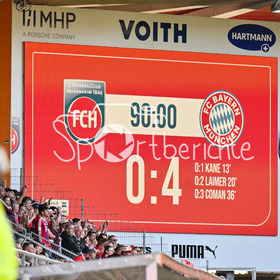 MHP
A PORSCHE COMPANY
VOITH
HARTMANN
1. FUSSBALLCLUB
HEIDENHEIM 1846
FCH
90:00
FC BAYERN
MÜNCHEN
0:4
0:1 KANE 13'
0:2 LAIMER 20'
0:3 COMAN 36'
Sportberichte
PUMA